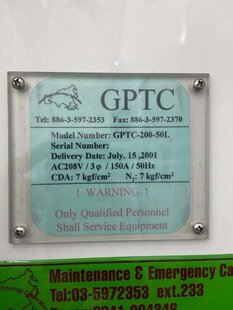 GPTC
Tel: 886-3-597-2353 Fax: 886-3-597-2370
Model Number: GPTC-200-50L
Serial Number:
Delivery Date: July. 15 ,2001
AC208V / 3φ / 150A / 50Hz
CDA: 7 kgf/cm² N₂: 7 kgf/cm²
! WARNING !
Only Qualified Personnel
Shall Service Equipment
Maintenance & Emergency Ca
Tel:03-5972353 ext.233